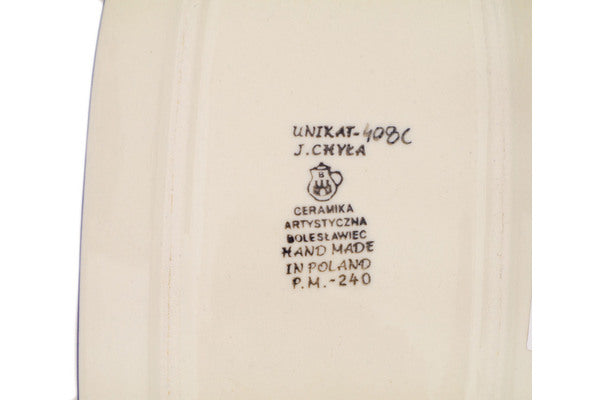 UNIKAT-408C
J. CHYŁA
B
CERAMIKA
ARTYSTYCZNA
BOLESŁAWIEC
HAND MADE
IN POLAND
P.M.-240